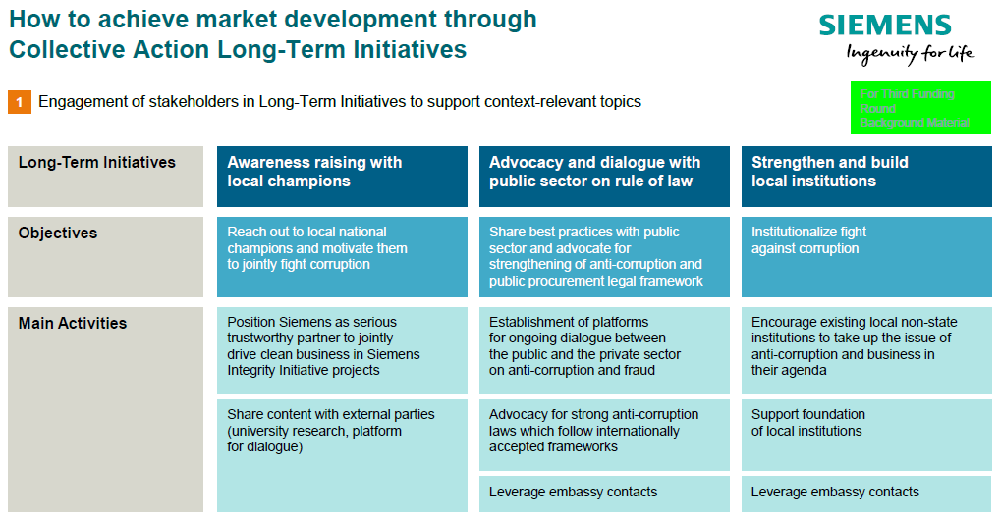 How to achieve market development through
Collective Action Long-Term Initiatives
SIEMENS
Ingenuity for life
1 Engagement of stakeholders in Long-Term Initiatives to support context-relevant topics
Round
Background Material
Long-Term Initiatives
Awareness raising with
local champions
Advocacy and dialogue with
public sector on rule of law
Strengthen and build
local institutions
Objectives
Reach out to local national
champions and motivate them
to jointly fight corruption
Share best practices with public
sector and advocate for
strengthening of anti-corruption and
public procurement legal framework
Institutionalize fight
against corruption
Main Activities
Position Siemens as serious
trustworthy partner to jointly
drive clean business in Siemens
Integrity Initiative projects
Establishment of platforms
for ongoing dialogue between
the public and the private sector
on anti-corruption and fraud
Encourage existing local non-state
institutions to take up the issue of
anti-corruption and business in
their agenda
Share content with external parties
(university research, platform
for dialogue)
Advocacy for strong anti-corruption
laws which follow internationally
accepted frameworks
Support foundation
of local institutions
Leverage embassy contacts
Leverage embassy contacts